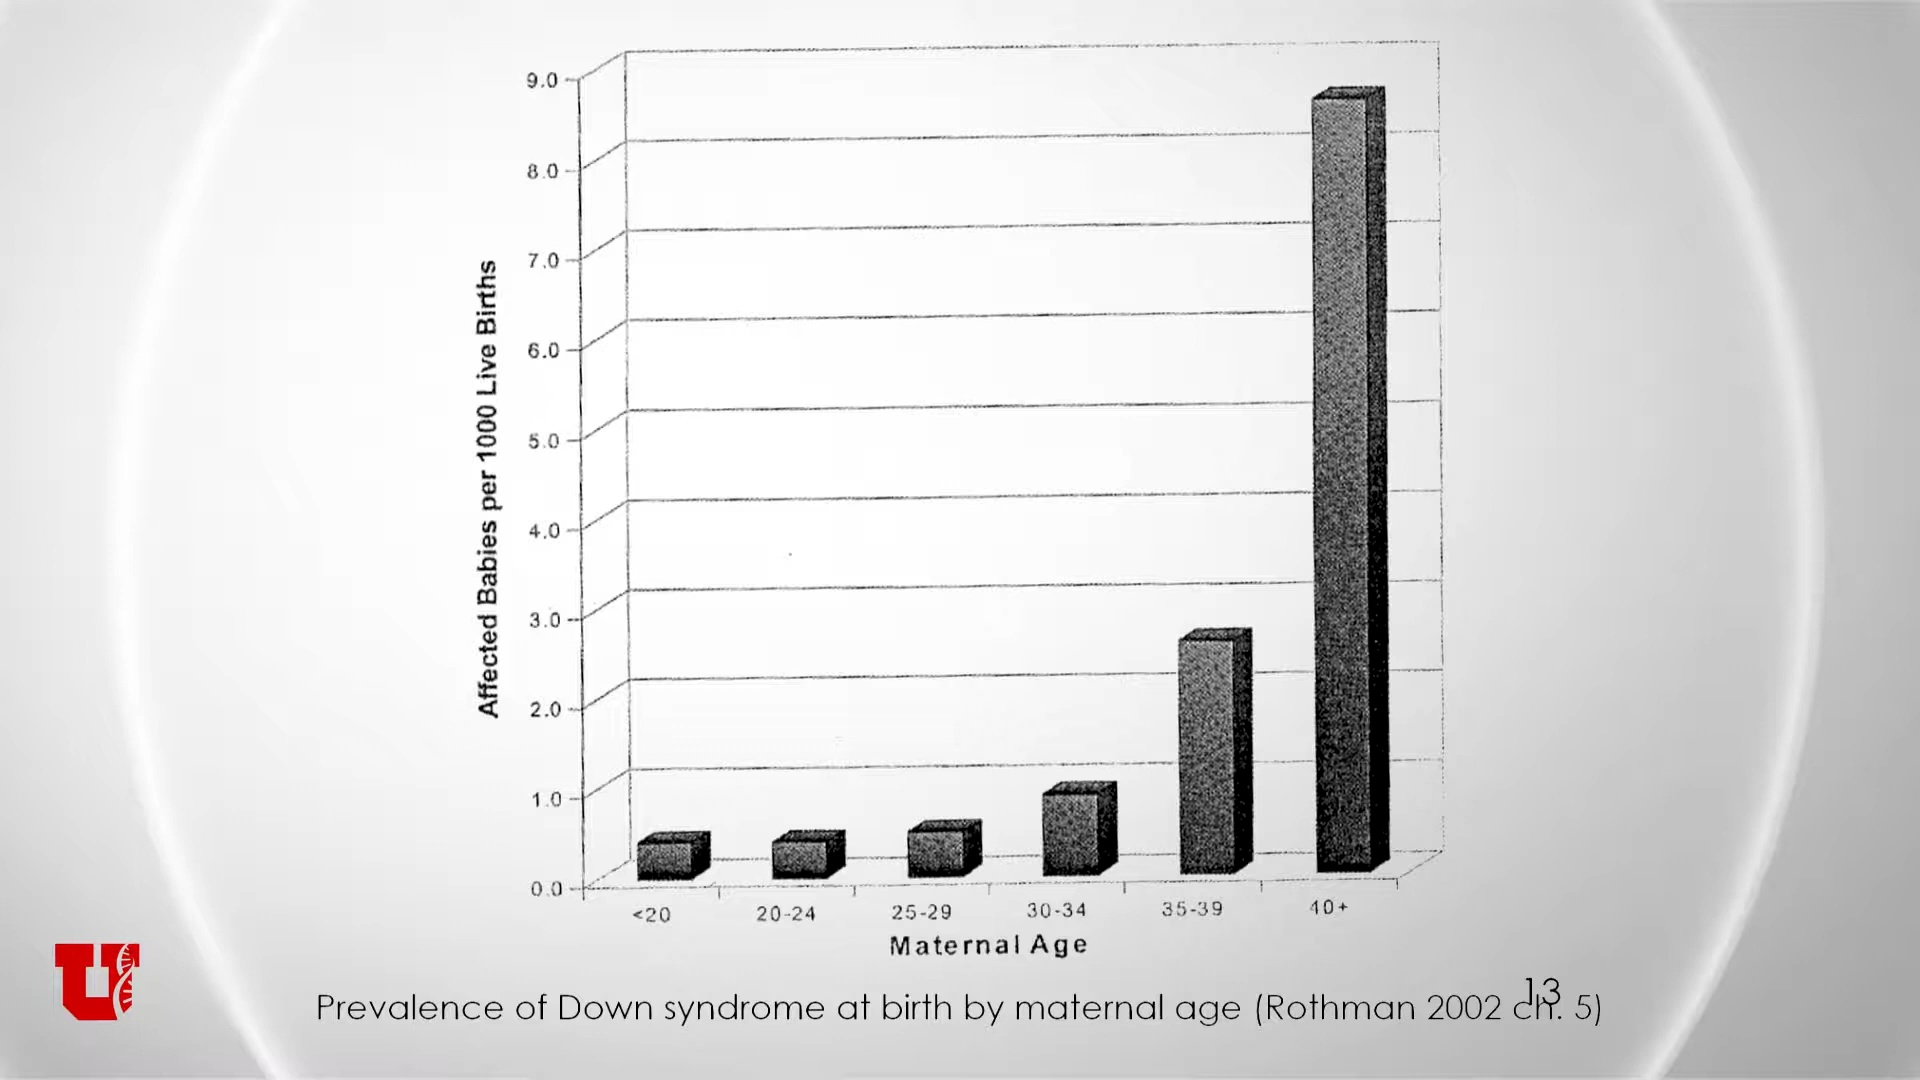 9.0
8.0
7.0
6.0
5.0
4.0
3.0
2.0
1.0
0.0
Affected Babies per 1000 Live Births
<20 20-24 25-29 30-34 35-39 40+
Maternal Age
U
13
Prevalence of Down syndrome at birth by maternal age (Rothman 2002 ch. 5)